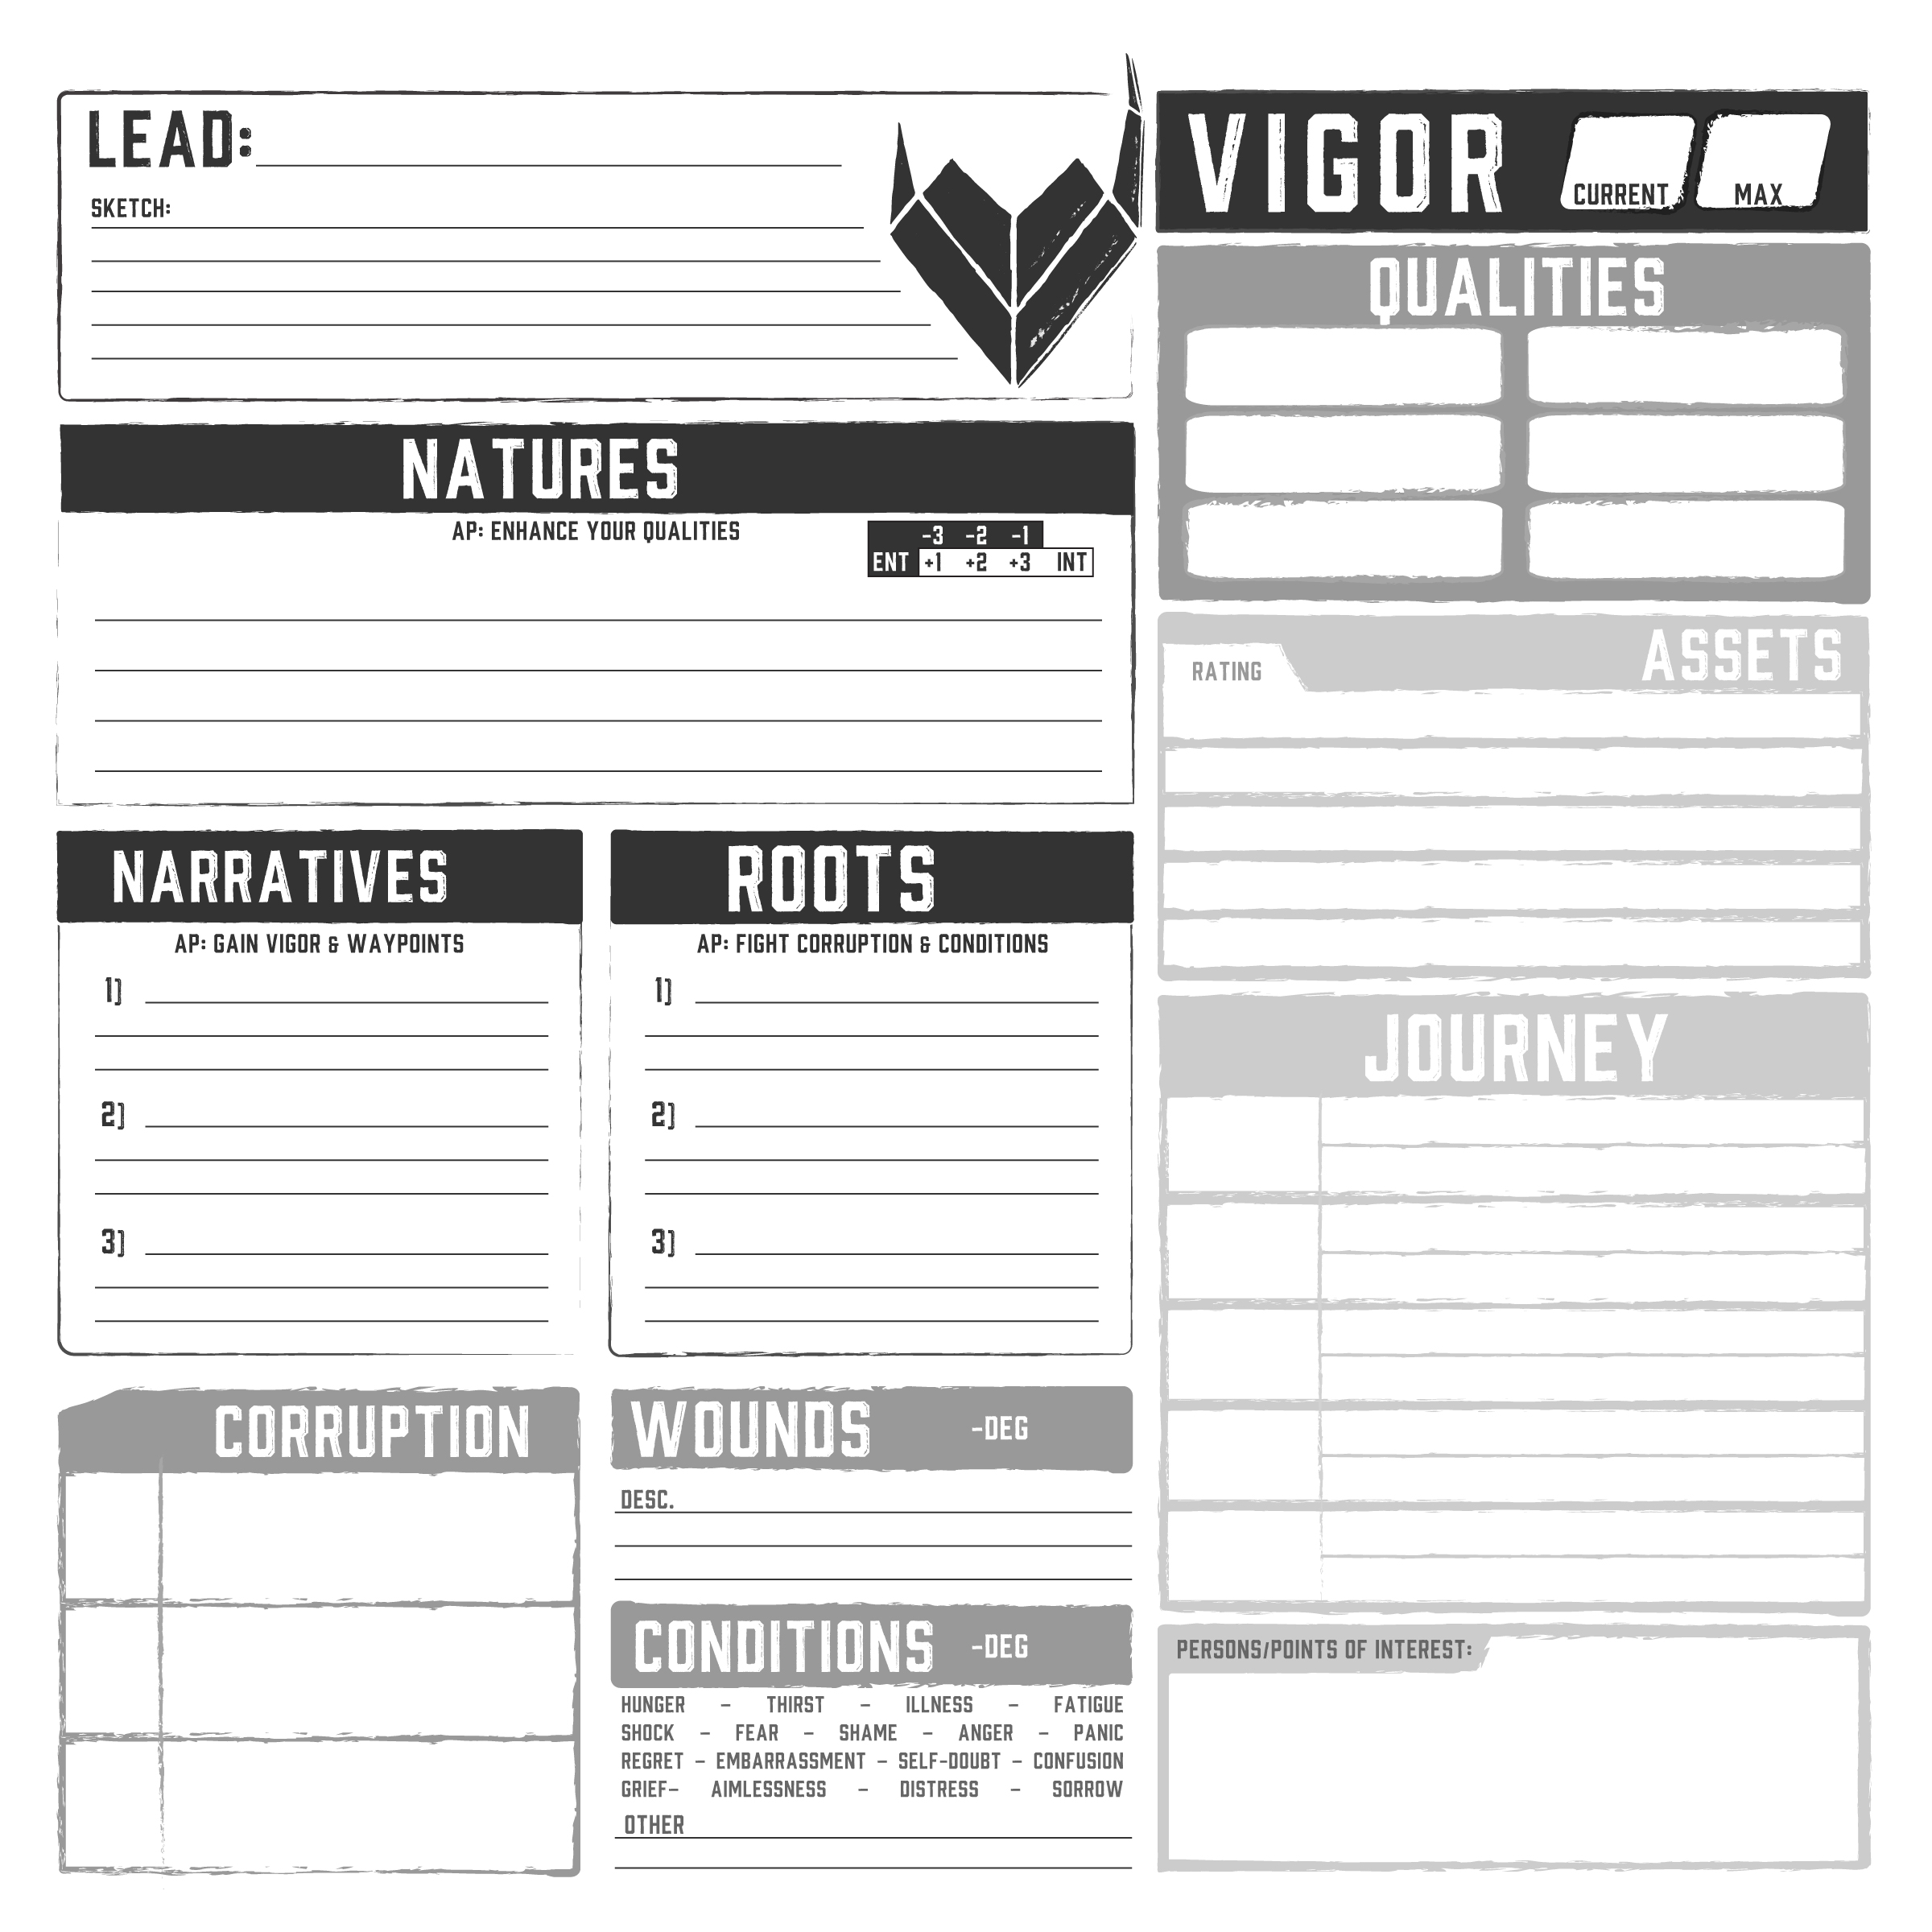 LEAD:
SKETCH:
NATURES
AP: ENHANCE YOUR QUALITIES
-3 -2 -1
ENT +1 +2 +3 INT
NARRATIVES
AP: GAIN VIGOR & WAYPOINTS
1)
2)
3)
ROOTS
AP: FIGHT CORRUPTION & CONDITIONS
1)
2)
3)
CORRUPTION
WOUNDS -DEG
DESC.
CONDITIONS -DEG
HUNGER - THIRST - ILLNESS - FATIGUE
SHOCK - FEAR - SHAME - ANGER - PANIC
REGRET - EMBARRASSMENT - SELF-DOUBT - CONFUSION
GRIEF- AIMLESSNESS - DISTRESS - SORROW
OTHER
VIGOR
CURRENT MAX
QUALITIES
ASSETS
RATING
JOURNEY
PERSONS/POINTS OF INTEREST: